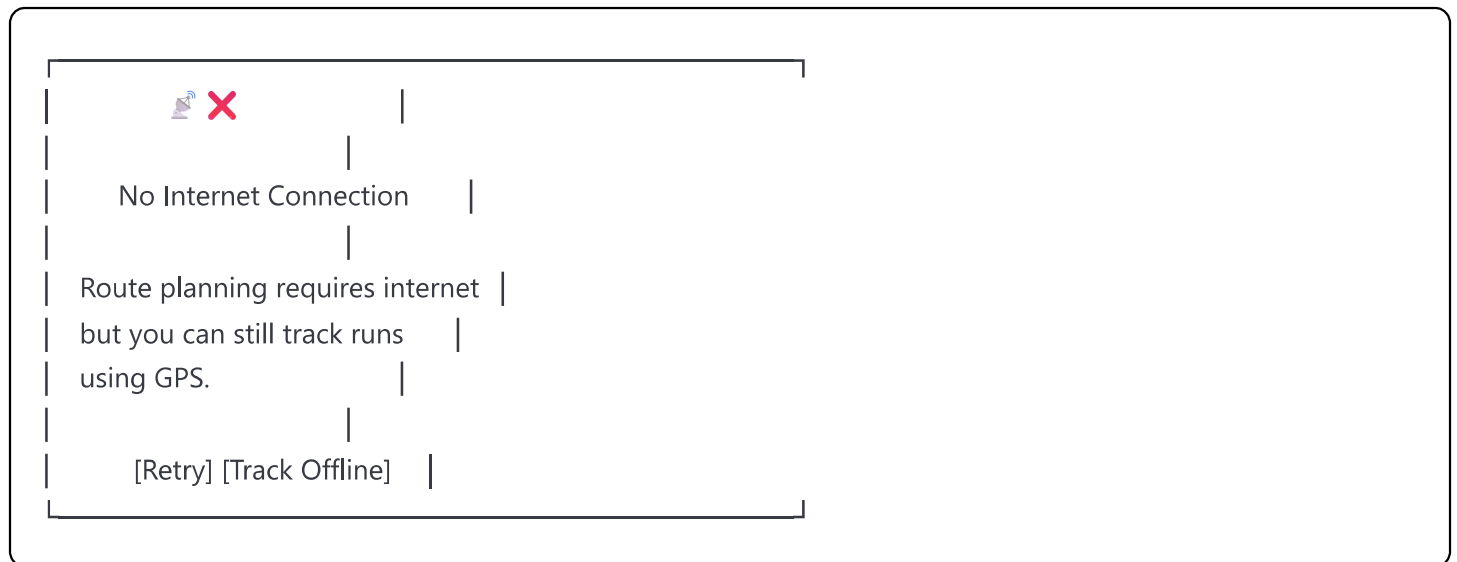 📡❌
No Internet Connection
Route planning requires internet
but you can still track runs
using GPS.
[Retry] [Track Offline]